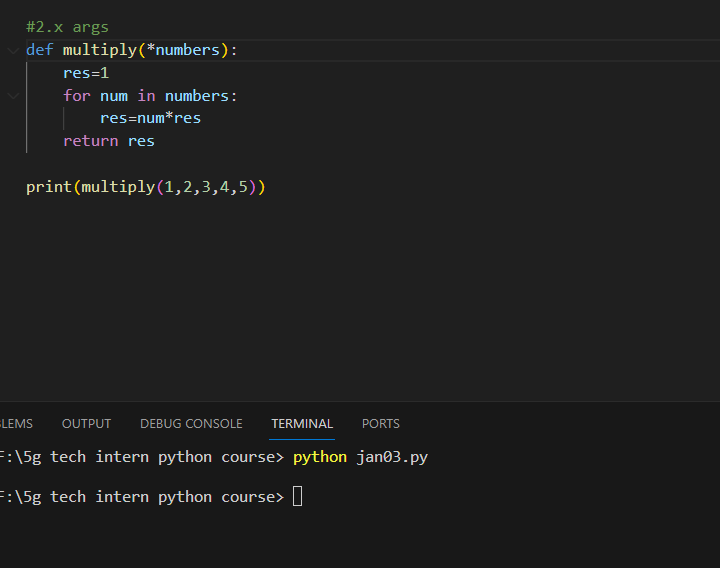 #2.x args
def multiply(*numbers):
    res=1
    for num in numbers:
        res=num*res
    return res
print(multiply(1,2,3,4,5))
LEMS OUTPUT DEBUG CONSOLE TERMINAL PORTS
F:\5g tech intern python course> python jan03.py
F:\5g tech intern python course>